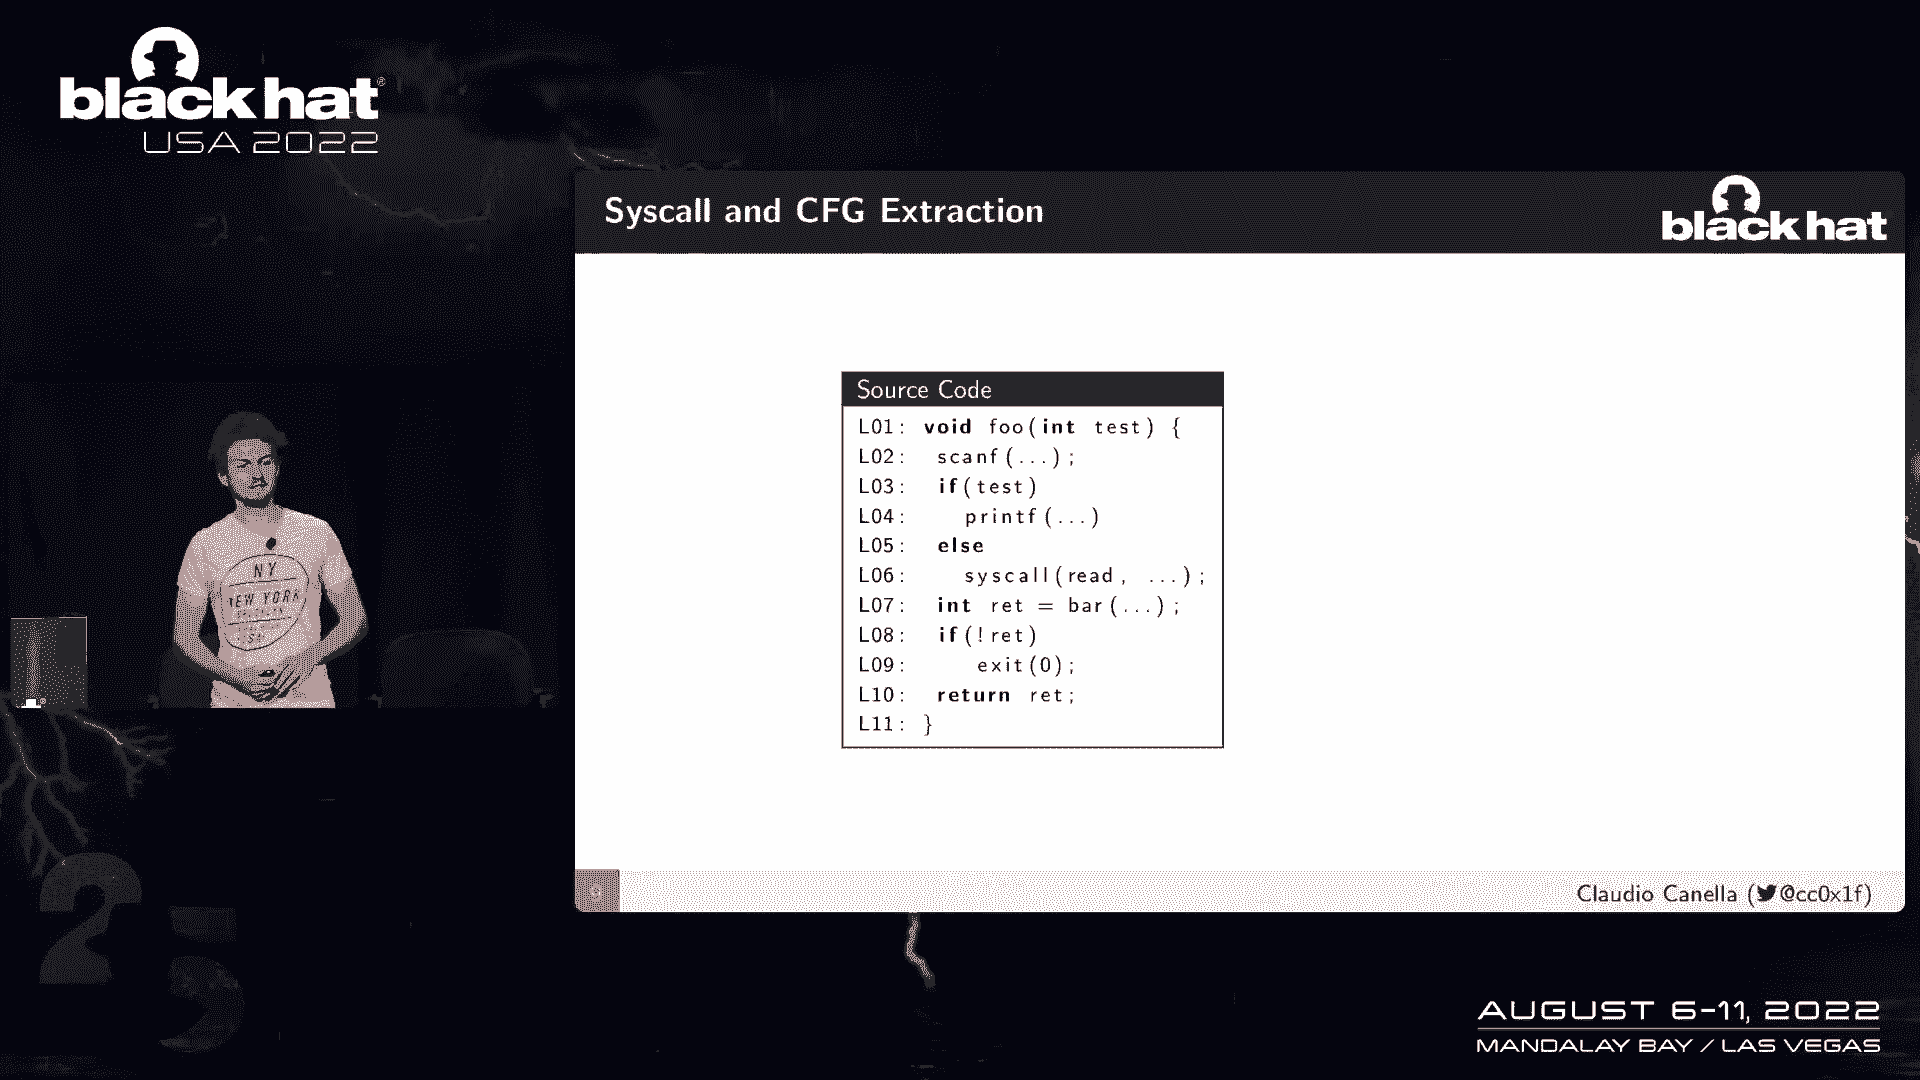 black hat®
USA 2022
Syscall and CFG Extraction
black hat
Source Code
L01: void foo(int test) {
L02: scanf(...);
L03: if(test)
L04: printf(...)
L05: else
L06: syscall(read, ...);
L07: int ret = bar(...);
L08: if(!ret)
L09: exit(0);
L10: return ret;
L11: }
NY
NEW YORK
9
Claudio Canella (@cc0x1f)
25
AUGUST 6-11, 2022
MANDALAY BAY / LAS VEGAS